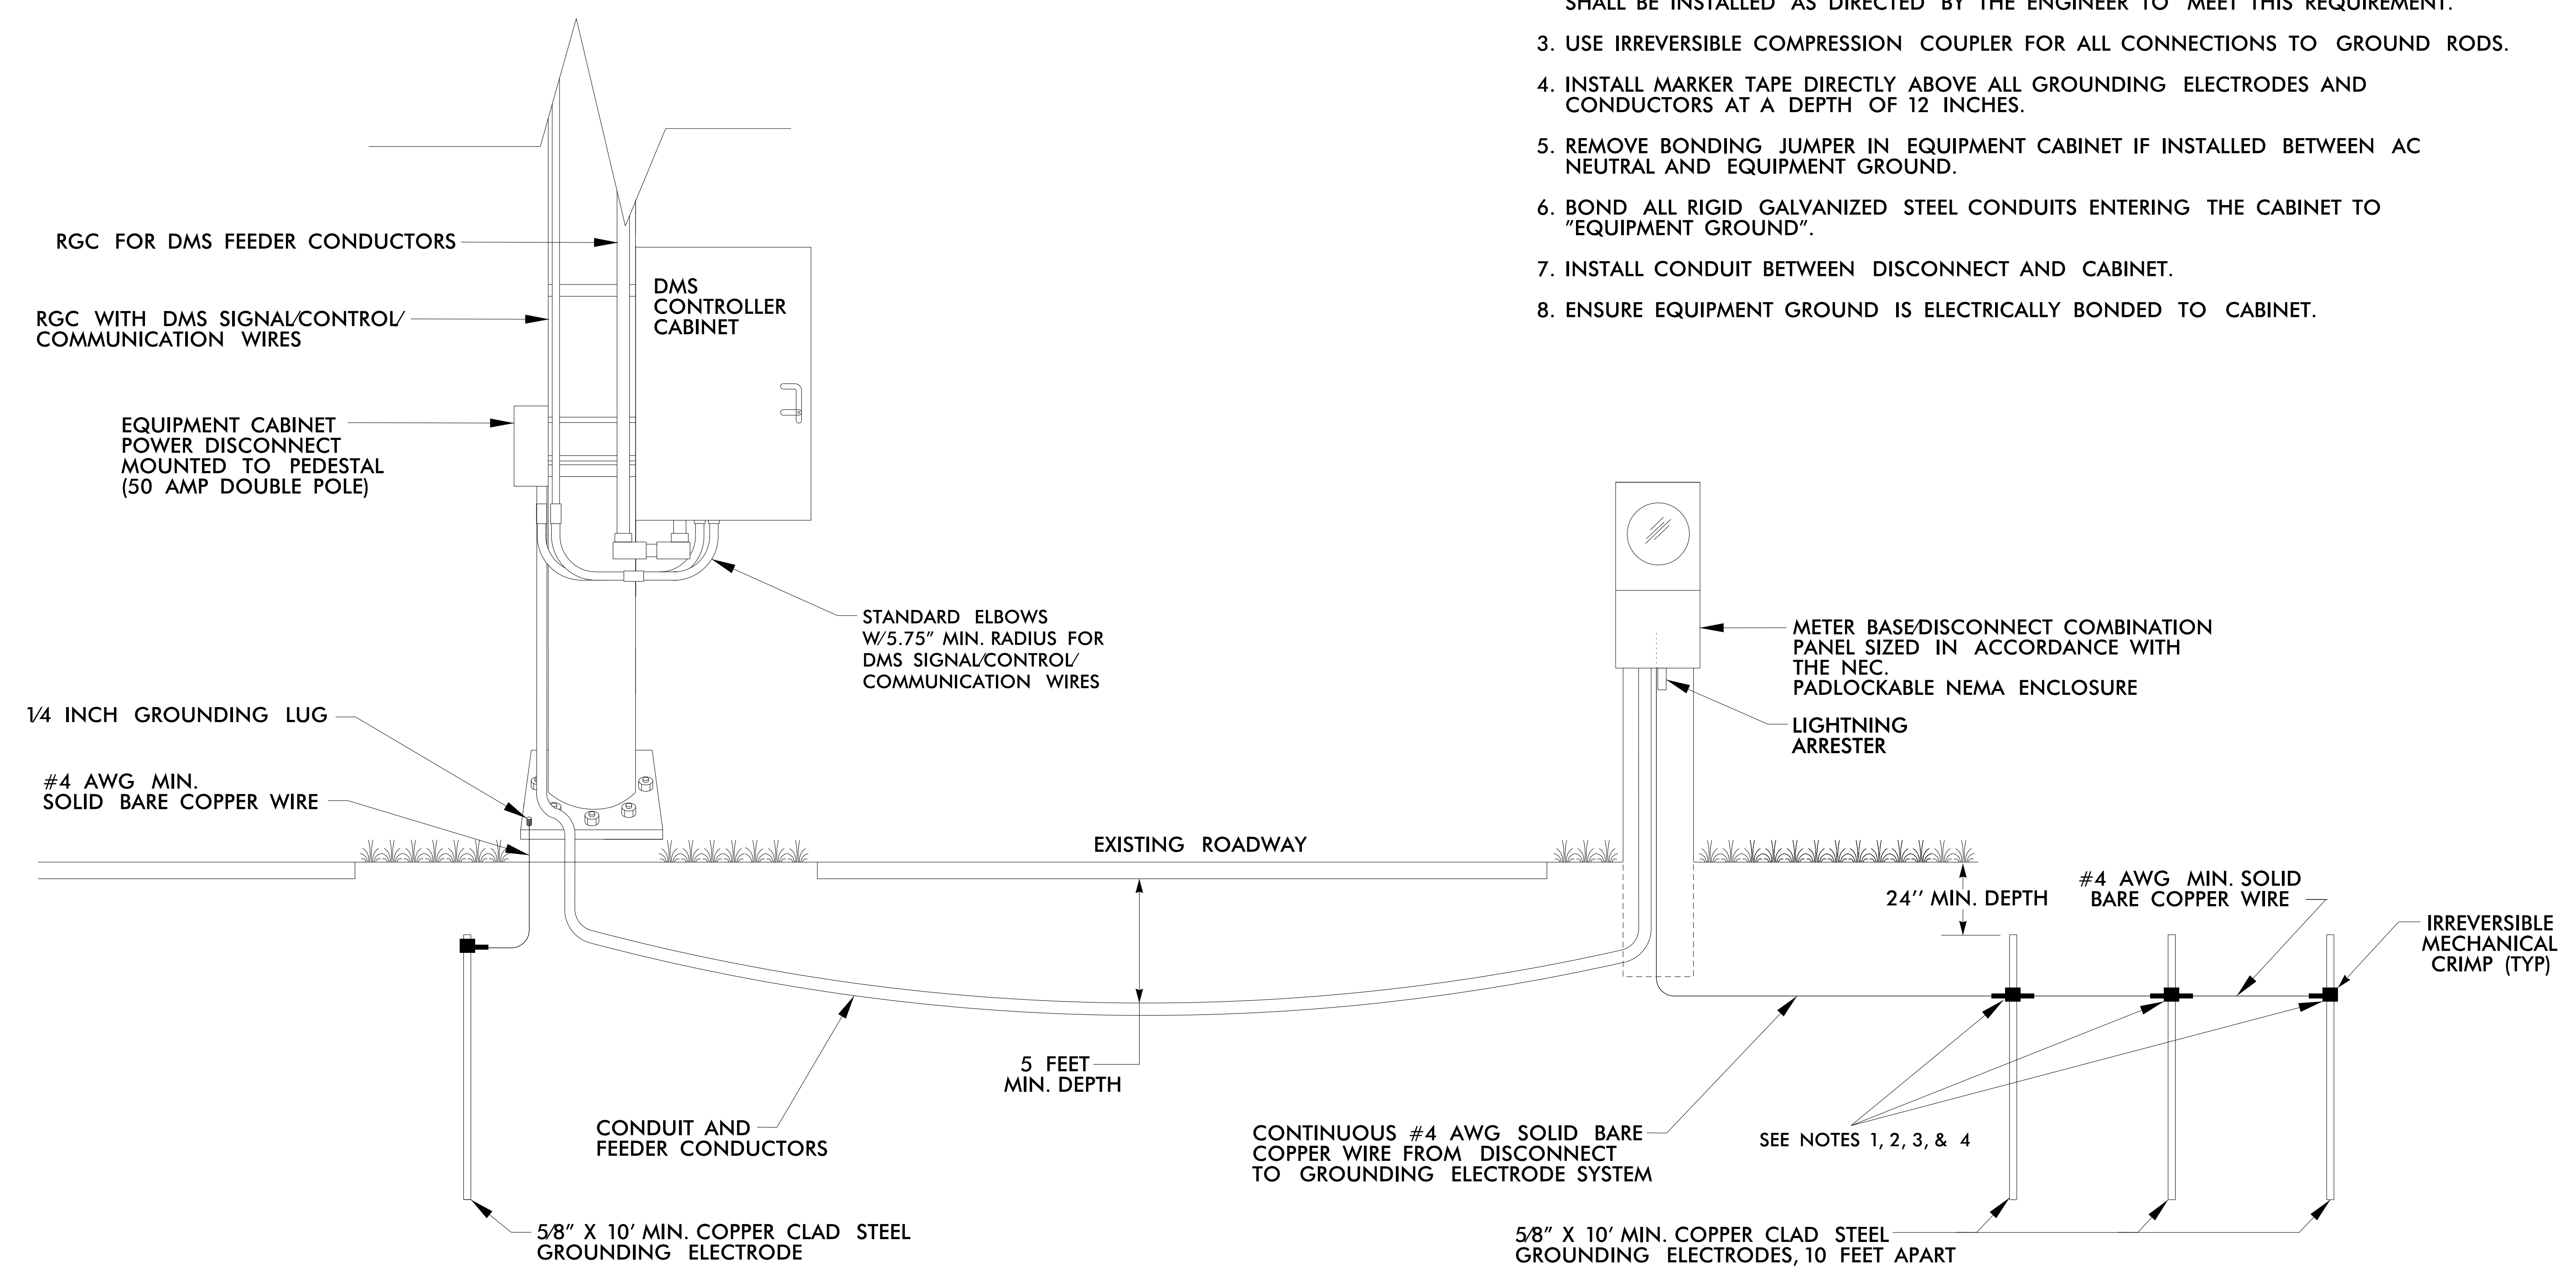 SHALL BE INSTALLED AS DIRECTED BY THE ENGINEER TO MEET THIS REQUIREMENT.
3. USE IRREVERSIBLE COMPRESSION COUPLER FOR ALL CONNECTIONS TO GROUND RODS.
4. INSTALL MARKER TAPE DIRECTLY ABOVE ALL GROUNDING ELECTRODES AND
CONDUCTORS AT A DEPTH OF 12 INCHES.
5. REMOVE BONDING JUMPER IN EQUIPMENT CABINET IF INSTALLED BETWEEN AC
NEUTRAL AND EQUIPMENT GROUND.
6. BOND ALL RIGID GALVANIZED STEEL CONDUITS ENTERING THE CABINET TO
"EQUIPMENT GROUND".
7. INSTALL CONDUIT BETWEEN DISCONNECT AND CABINET.
8. ENSURE EQUIPMENT GROUND IS ELECTRICALLY BONDED TO CABINET.
RGC FOR DMS FEEDER CONDUCTORS
DMS
CONTROLLER
CABINET
RGC WITH DMS SIGNAL/CONTROL/
COMMUNICATION WIRES
EQUIPMENT CABINET
POWER DISCONNECT
MOUNTED TO PEDESTAL
(50 AMP DOUBLE POLE)
STANDARD ELBOWS
W/5.75" MIN. RADIUS FOR
DMS SIGNAL/CONTROL/
COMMUNICATION WIRES
METER BASE/DISCONNECT COMBINATION
PANEL SIZED IN ACCORDANCE WITH
THE NEC.
PADLOCKABLE NEMA ENCLOSURE
LIGHTNING
ARRESTER
1/4 INCH GROUNDING LUG
#4 AWG MIN.
SOLID BARE COPPER WIRE
EXISTING ROADWAY
24'' MIN. DEPTH
#4 AWG MIN. SOLID
BARE COPPER WIRE
IRREVERSIBLE
MECHANICAL
CRIMP (TYP)
5 FEET
MIN. DEPTH
CONDUIT AND
FEEDER CONDUCTORS
CONTINUOUS #4 AWG SOLID BARE
COPPER WIRE FROM DISCONNECT
TO GROUNDING ELECTRODE SYSTEM
SEE NOTES 1, 2, 3, & 4
5/8" X 10' MIN. COPPER CLAD STEEL
GROUNDING ELECTRODE
5/8" X 10' MIN. COPPER CLAD STEEL
GROUNDING ELECTRODES, 10 FEET APART